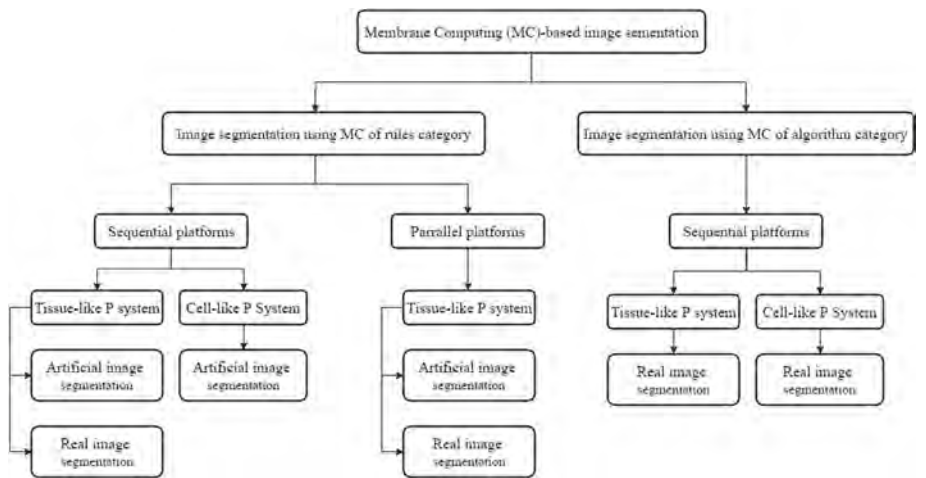 Membrane Computing (MC)-based image sementation
Image segmentation using MC of rules category
Image segmentation using MC of algorithm category
Sequential platforms
Parrallel platforms
Sequential platforms
Tissue-like P system
Cell-like P System
Tissue-like P system
Tissue-like P system
Cell-like P System
Artificial image
segmentation
Artificial image
segmentation
Artificial image
segmentation
Real image
segmentation
Real image
segmentation
Real image
segmentation
Real image
segmentation